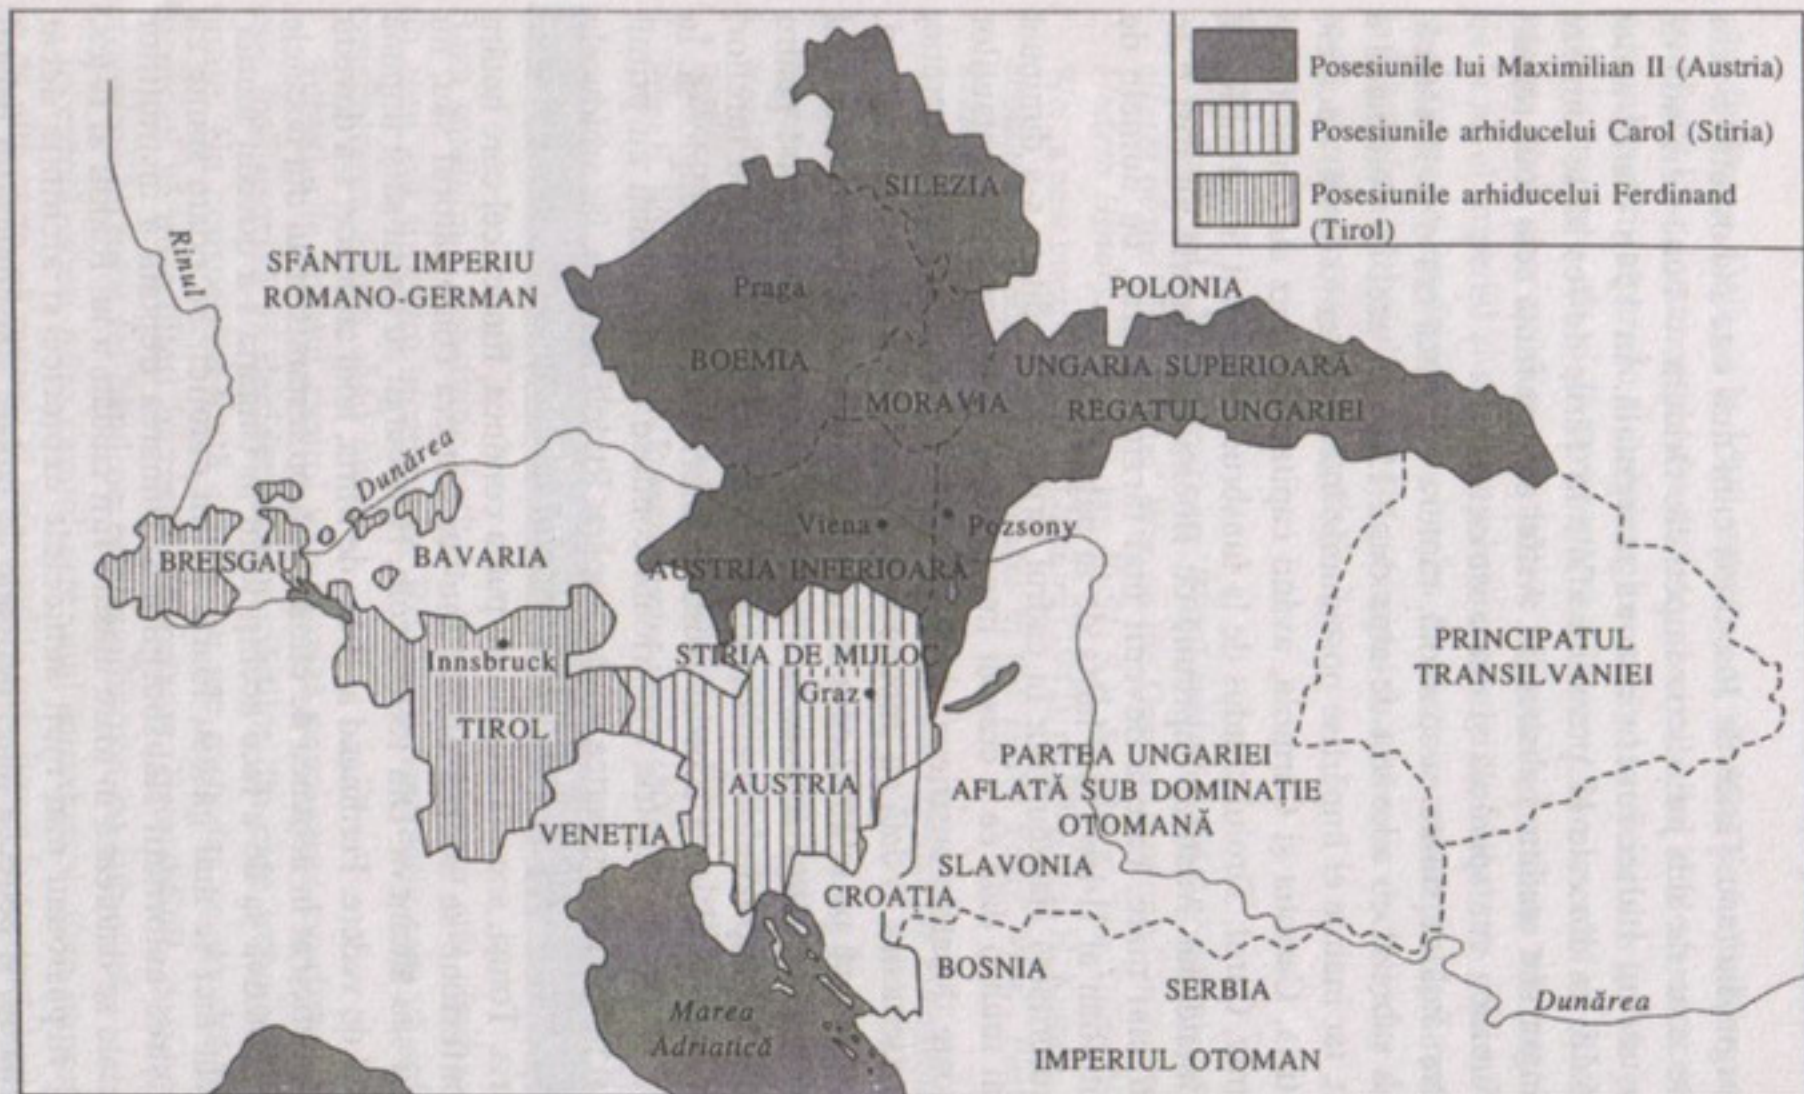 Posesiunile lui Maximilian II (Austria)
Posesiunile arhiducelui Carol (Stiria)
Posesiunile arhiducelui Ferdinand
(Tirol)
SILEZIA
Rinul
SFÂNTUL IMPERIU
ROMANO-GERMAN
Praga
POLONIA
BOEMIA
UNGARIA SUPERIOARĂ
MORAVIA
REGATUL UNGARIEI
Dunărea
Viena
Pozsony
BREISGAU
BAVARIA
AUSTRIA INFERIOARĂ
Innsbruck
STIRIA DE MIJLOC
Graz
PRINCIPATUL
TRANSILVANIEI
TIROL
AUSTRIA
PARTEA UNGARIEI
AFLATĂ SUB DOMINAȚIE
OTOMANĂ
VENEȚIA
SLAVONIA
CROAȚIA
BOSNIA
SERBIA
Dunărea
Marea
Adriatică
IMPERIUL OTOMAN